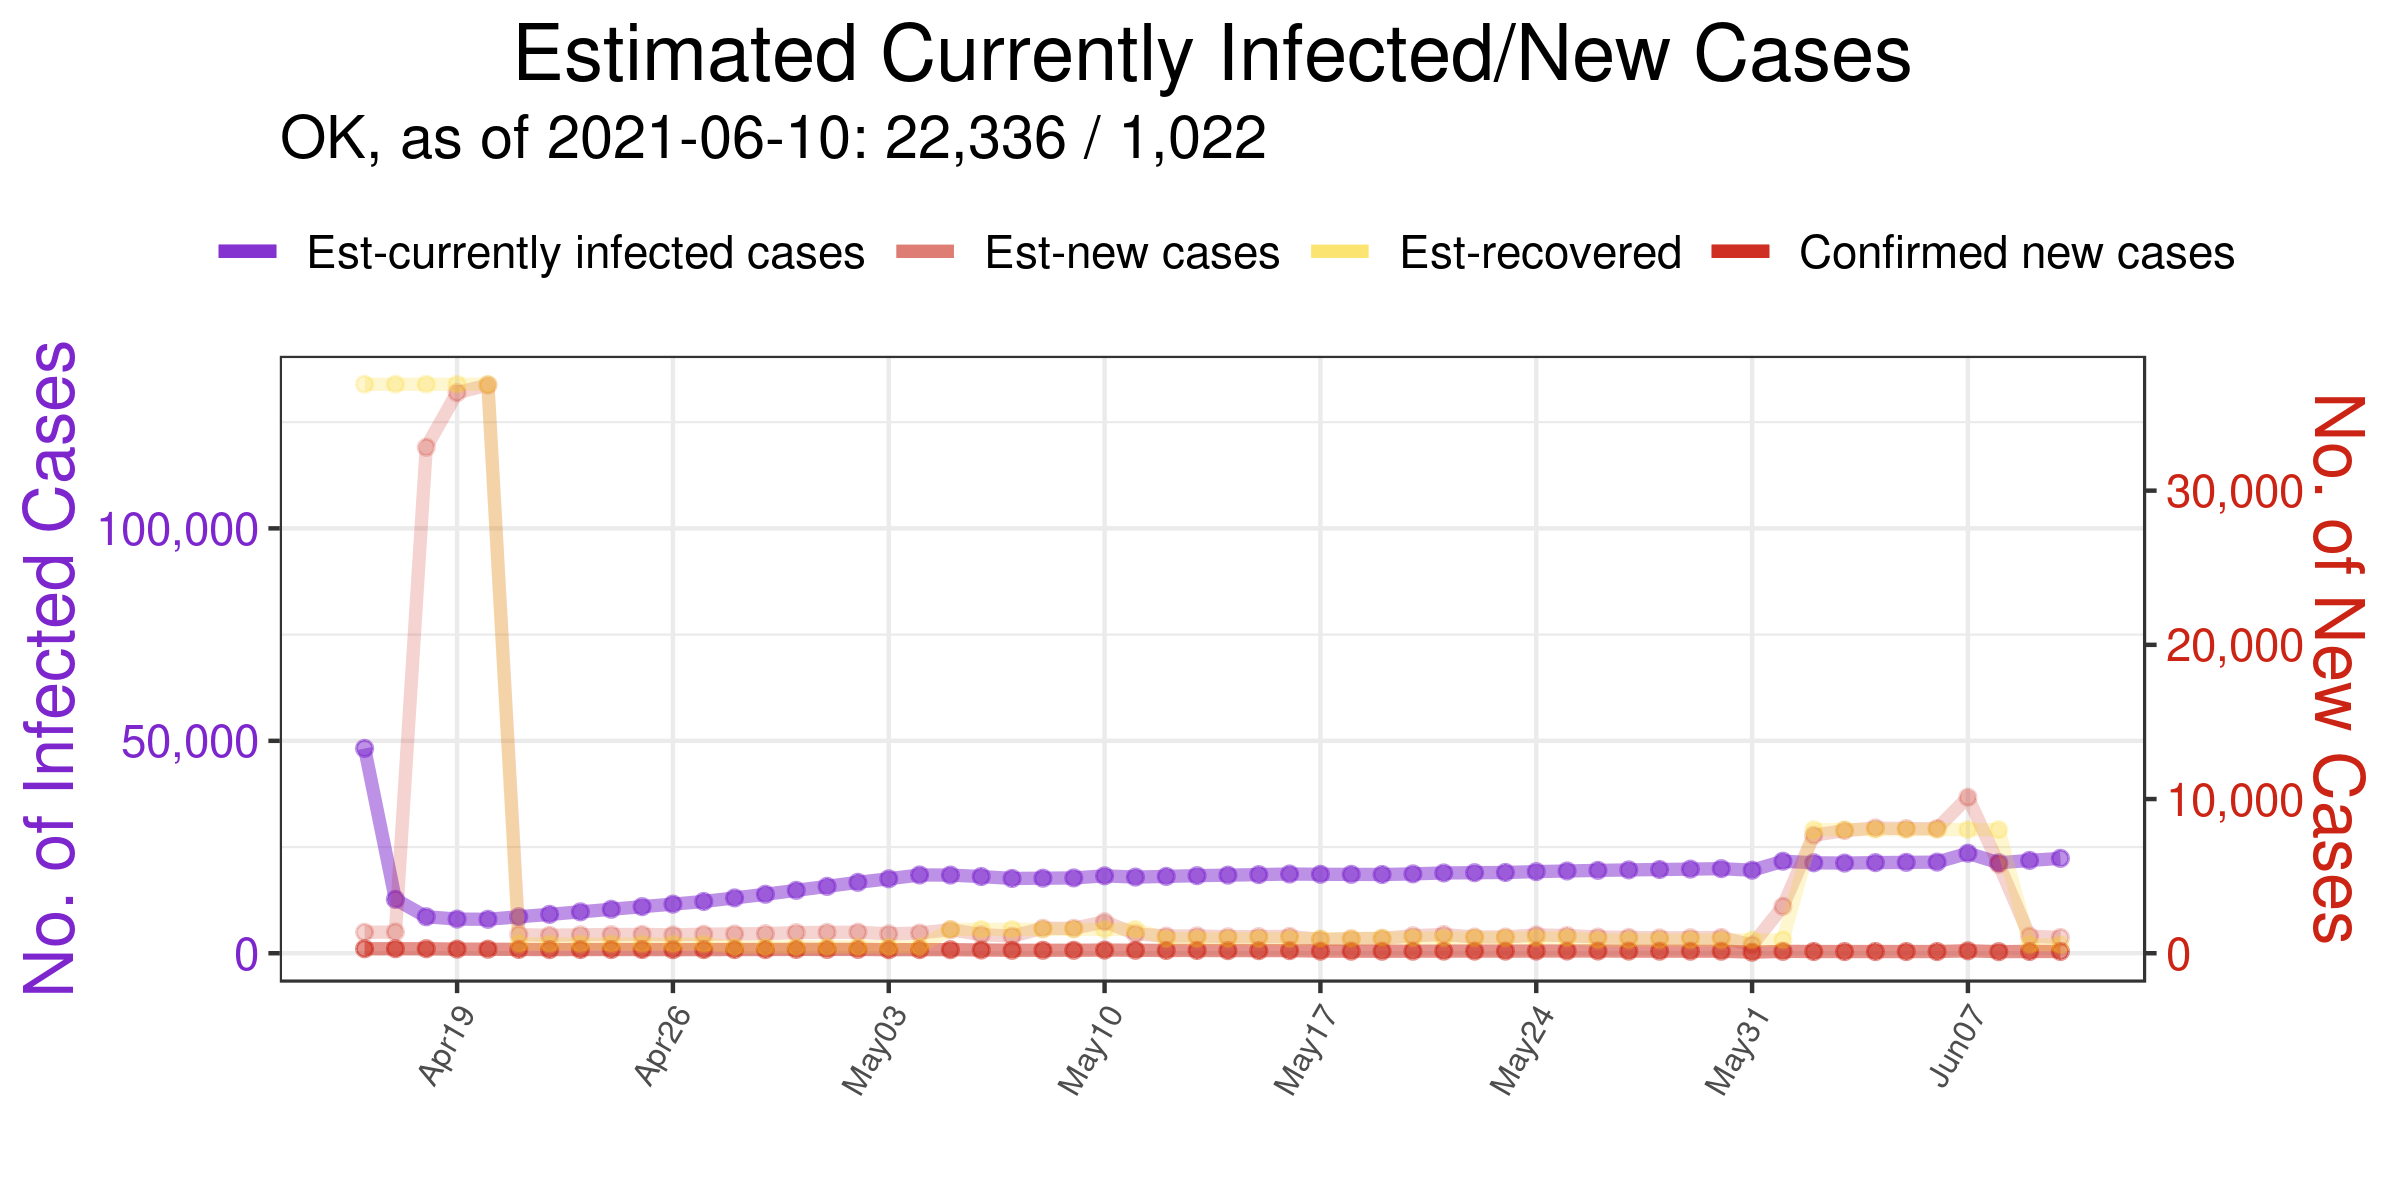 Estimated Currently Infected/New Cases
OK, as of 2021-06-10: 22,336 / 1,022
Est-currently infected cases Est-new cases Est-recovered Confirmed new cases
No. of Infected Cases
100,000
50,000
0
30,000
20,000
10,000
0
No. of New Cases
Apr19 Apr26 May03 May10 May17 May24 May31 Jun07